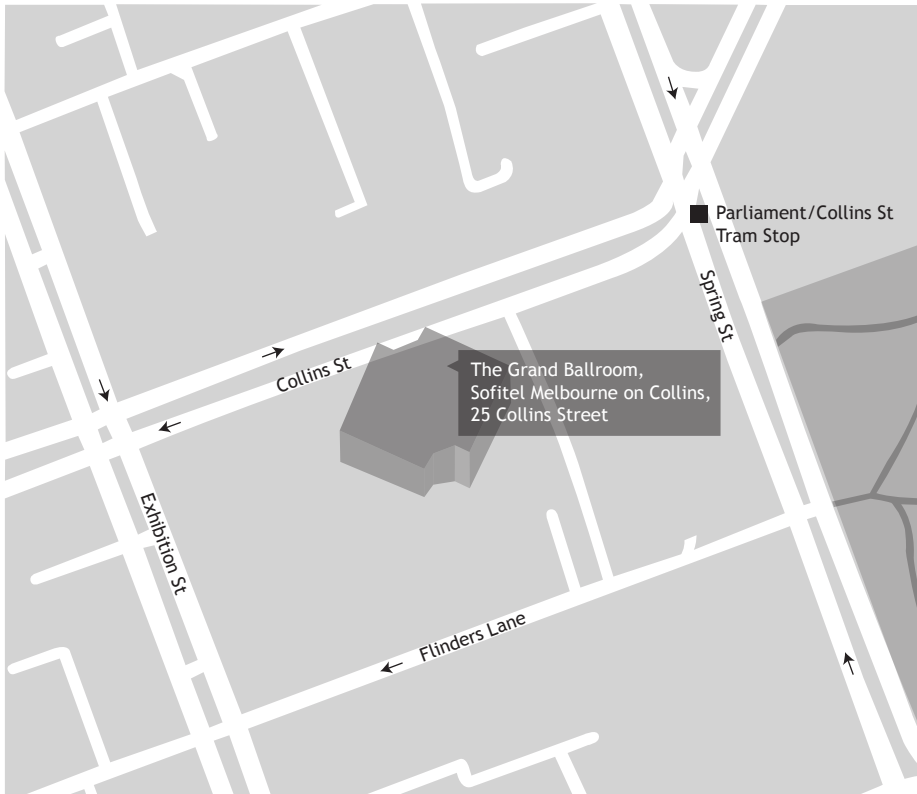 Parliament/Collins St
Tram Stop
Spring St
The Grand Ballroom,
Sofitel Melbourne on Collins,
25 Collins Street
Collins St
Exhibition St
Flinders Lane